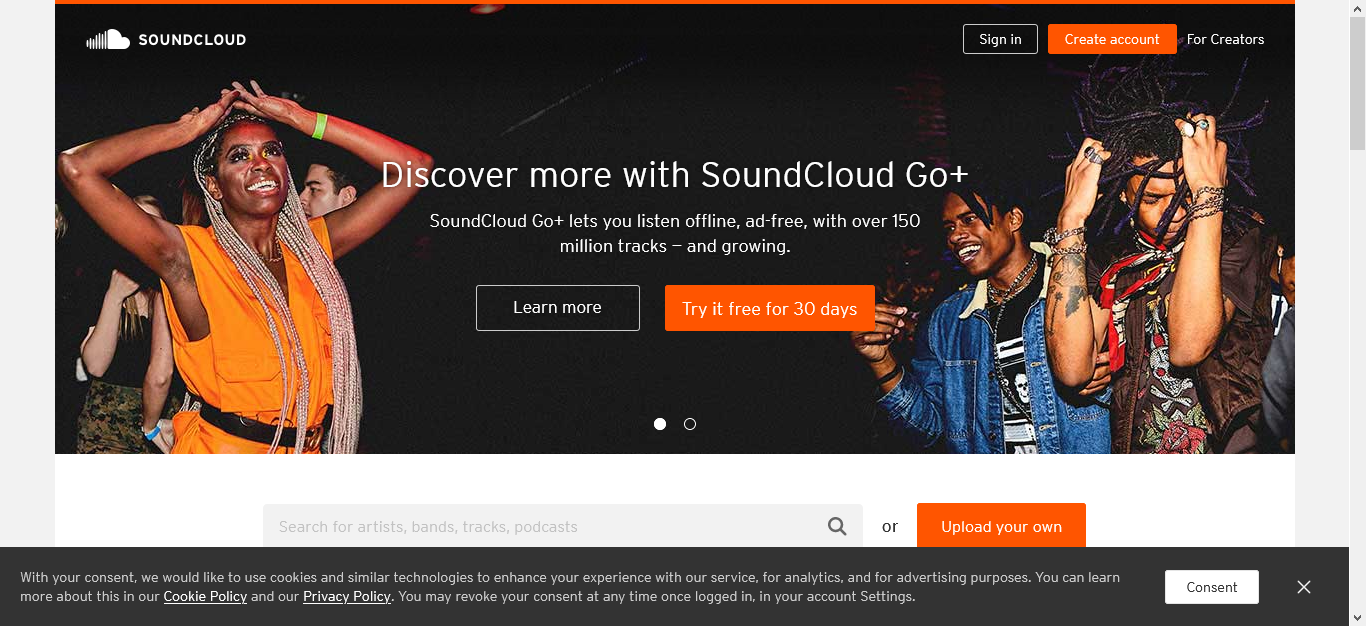 SOUNDCLOUD
Sign in
Create account
For Creators
Discover more with SoundCloud Go+
SoundCloud Go+ lets you listen offline, ad-free, with over 150
million tracks — and growing.
Learn more
Try it free for 30 days
Search for artists, bands, tracks, podcasts
or
Upload your own
With your consent, we would like to use cookies and similar technologies to enhance your experience with our service, for analytics, and for advertising purposes. You can learn
more about this in our Cookie Policy and our Privacy Policy. You may revoke your consent at any time once logged in, in your account Settings.
Consent